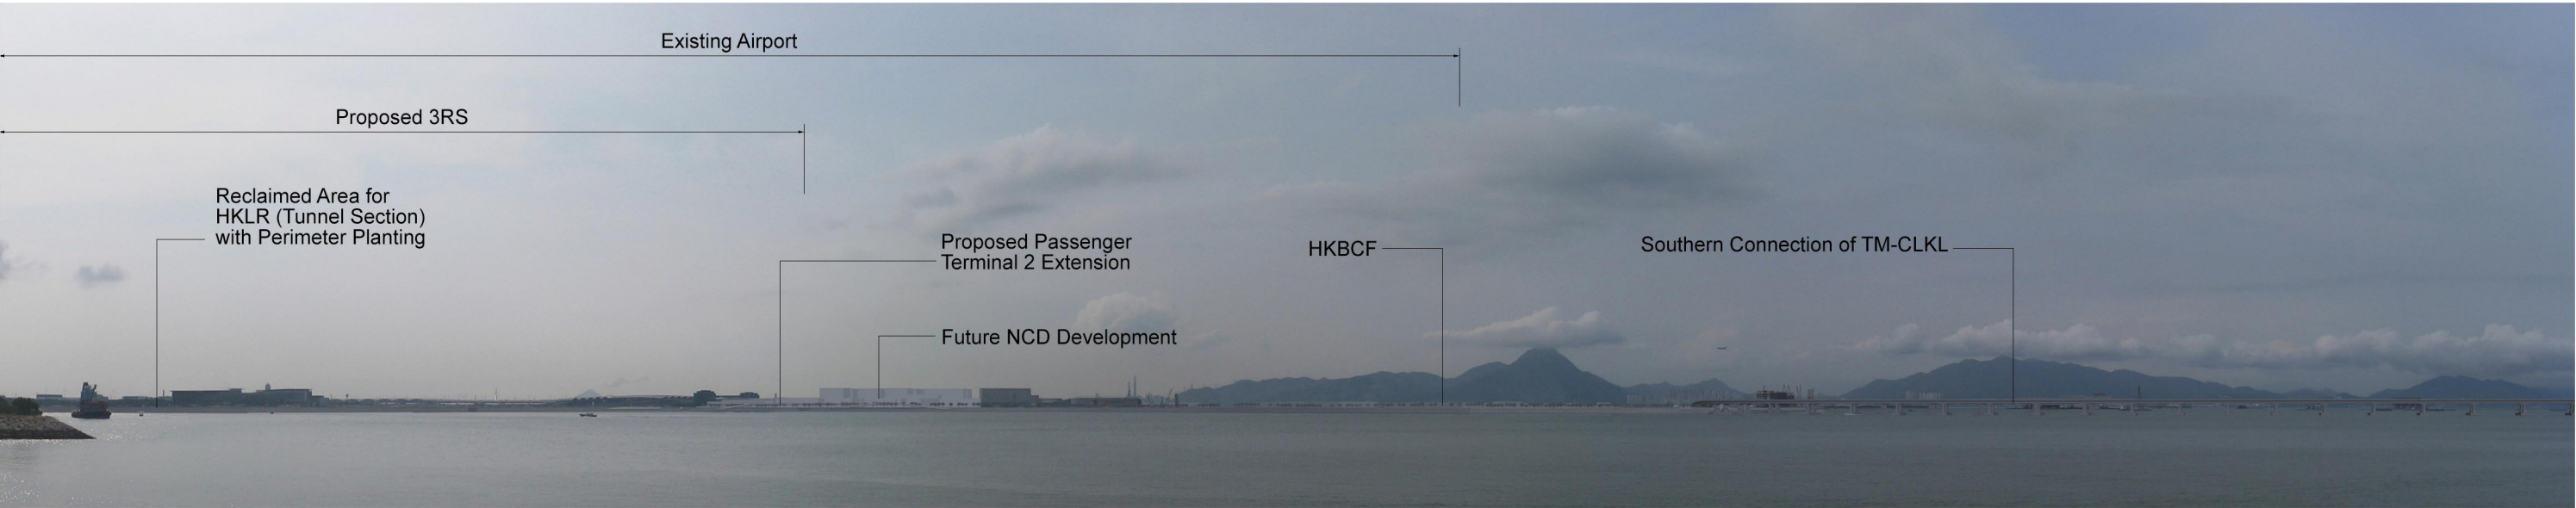 Existing Airport
Proposed 3RS
Reclaimed Area for
HKLR (Tunnel Section)
with Perimeter Planting
Proposed Passenger
Terminal 2 Extension
Future NCD Development
HKBCF
Southern Connection of TM-CLKL